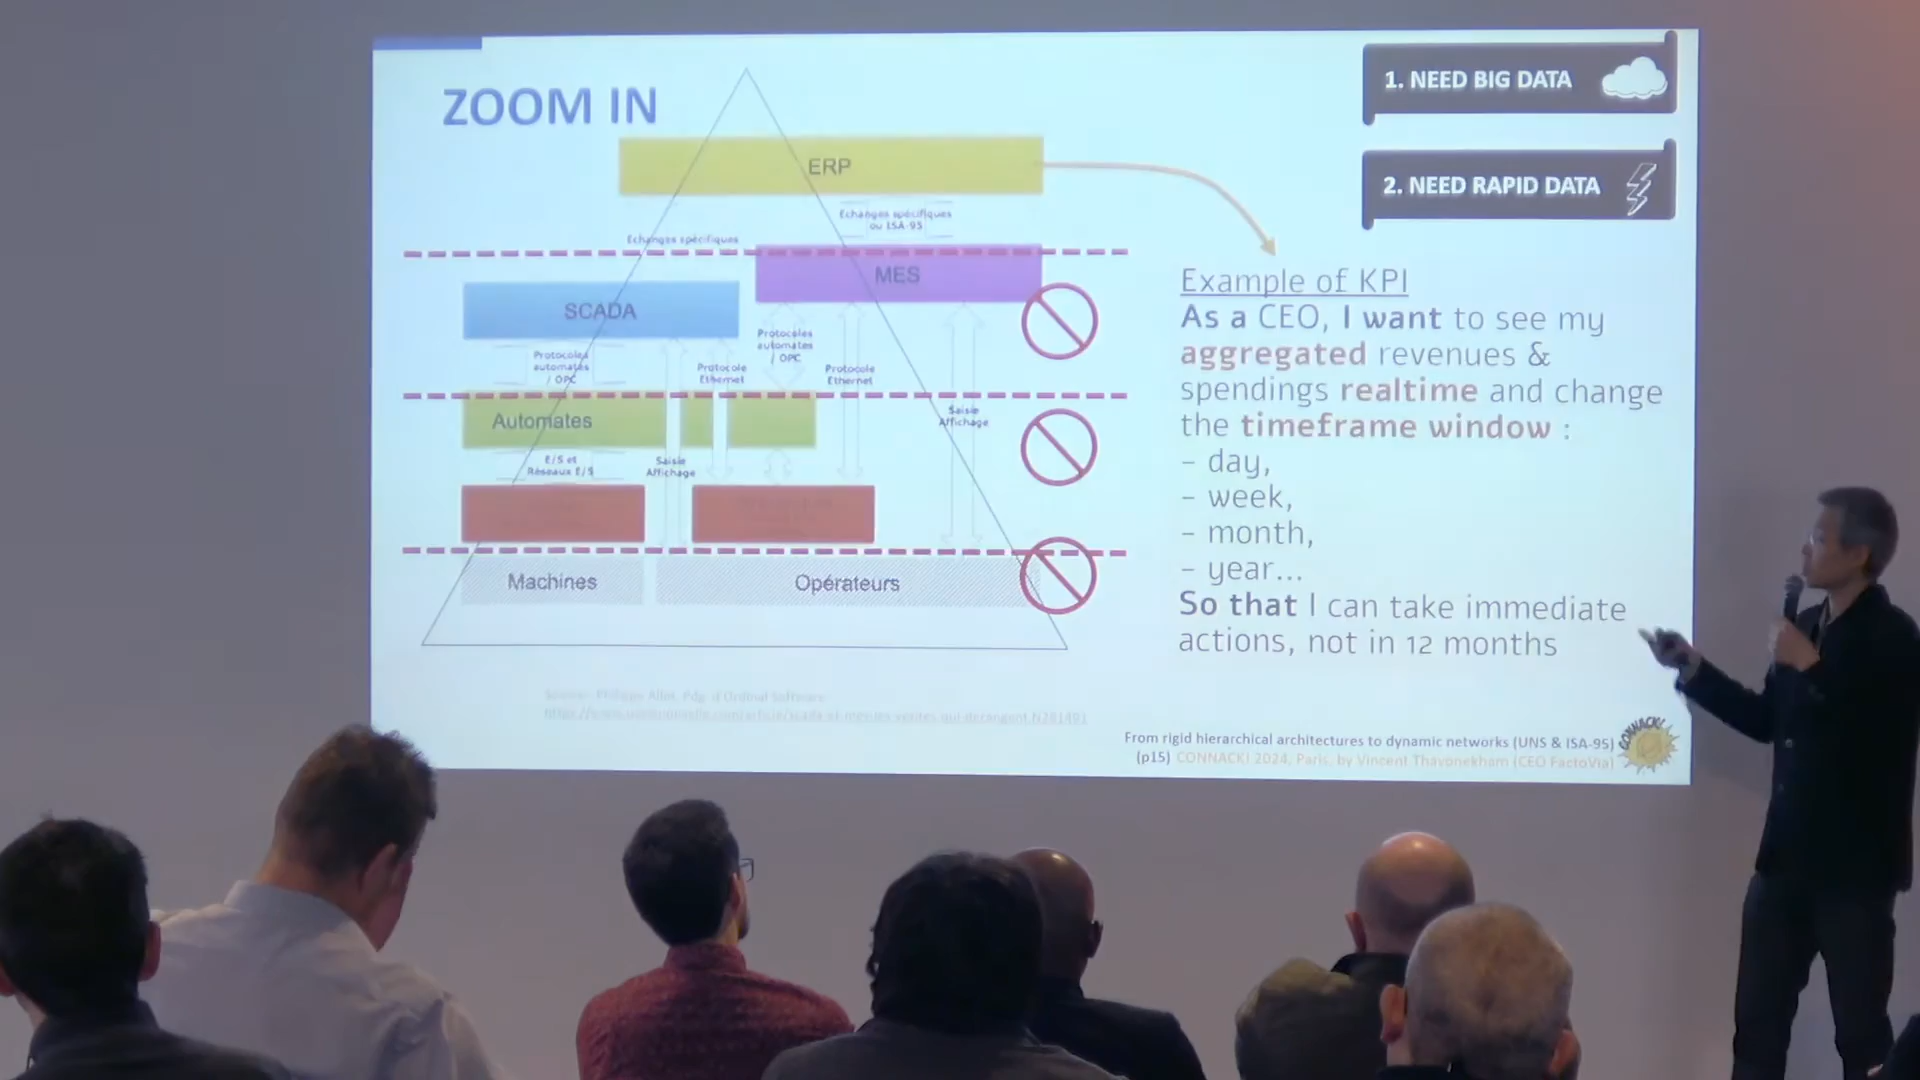 ZOOM IN
1. NEED BIG DATA
2. NEED RAPID DATA
ERP
Echanges spécifiques
ou ISA-95
Echanges spécifiques
MES
SCADA
Protocoles
automates
/ OPC
Protocoles
automates
/ OPC
Protocole
Ethernet
Protocole
Ethernet
Automates
Saisie
Affichage
E/S et
Réseaux E/S
Saisie
Affichage
Machines
Opérateurs
Example of KPI
As a CEO, I want to see my
aggregated revenues &
spendings realtime and change
the timeframe window :
- day,
- week,
- month,
- year...
So that I can take immediate
actions, not in 12 months
From rigid hierarchical architectures to dynamic networks (UNS & ISA-95)
(p15) CONNACK! 2024, Paris, by Vincent Thavonekham (CEO FactoVia)
CONNACK!